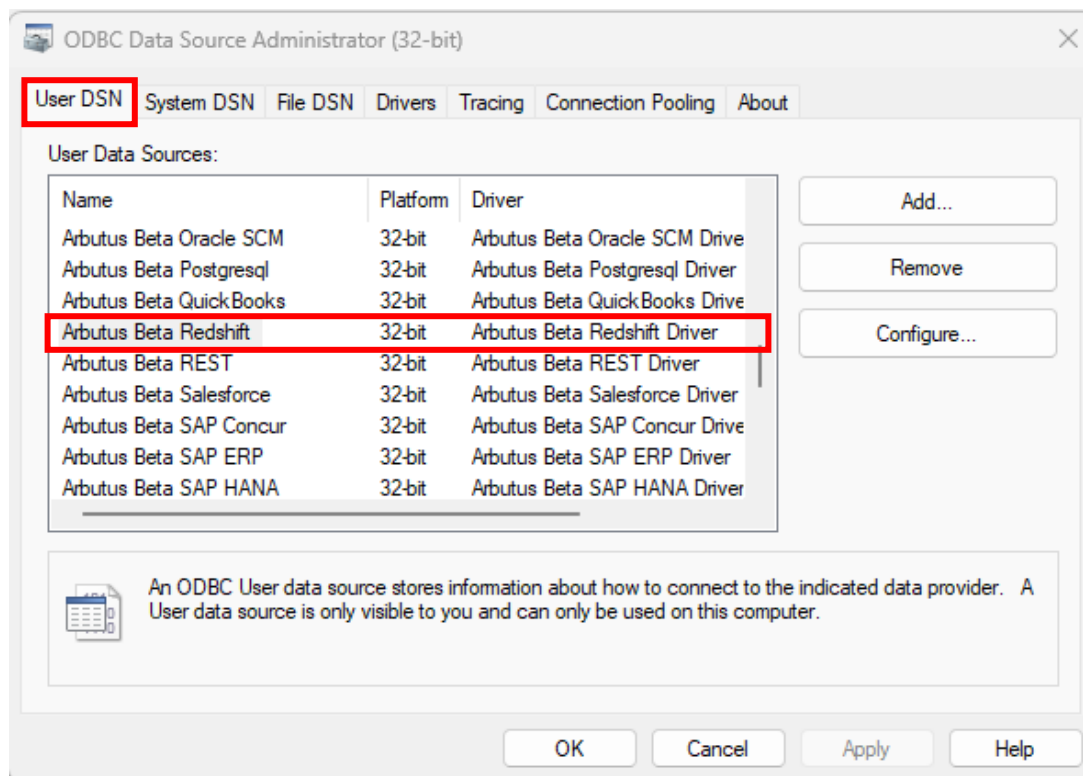 ODBC Data Source Administrator (32-bit)
User DSN System DSN File DSN Drivers Tracing Connection Pooling About
User Data Sources:
Name Platform Driver
Arbutus Beta Oracle SCM 32-bit Arbutus Beta Oracle SCM Drive
Arbutus Beta Postgresql 32-bit Arbutus Beta Postgresql Driver
Arbutus Beta QuickBooks 32-bit Arbutus Beta QuickBooks Drive
Arbutus Beta Redshift 32-bit Arbutus Beta Redshift Driver
Arbutus Beta REST 32-bit Arbutus Beta REST Driver
Arbutus Beta Salesforce 32-bit Arbutus Beta Salesforce Driver
Arbutus Beta SAP Concur 32-bit Arbutus Beta SAP Concur Drive
Arbutus Beta SAP ERP 32-bit Arbutus Beta SAP ERP Driver
Arbutus Beta SAP HANA 32-bit Arbutus Beta SAP HANA Driver
Add...
Remove
Configure...
An ODBC User data source stores information about how to connect to the indicated data provider. A
User data source is only visible to you and can only be used on this computer.
OK Cancel Apply Help